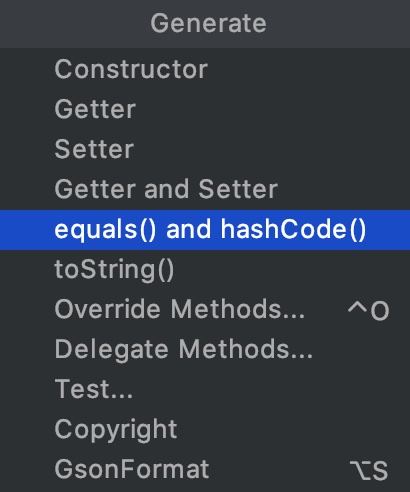 Generate
Constructor
Getter
Setter
Getter and Setter
equals() and hashCode()
toString()
Override Methods... ^O
Delegate Methods...
Test...
Copyright
GsonFormat ⌥S